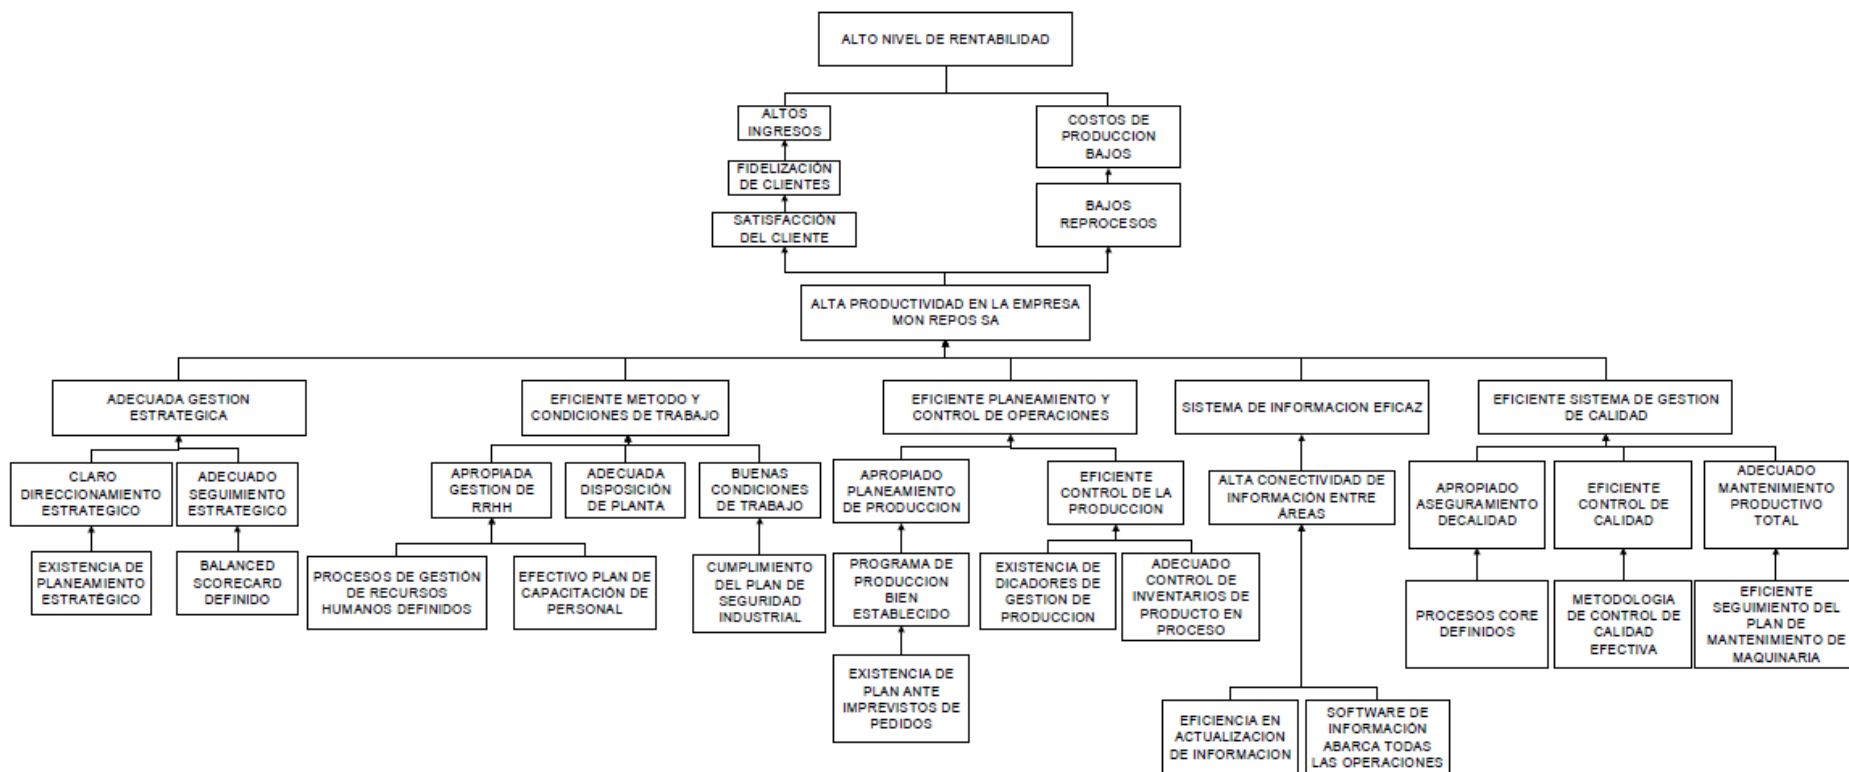 ALTO NIVEL DE RENTABILIDAD
ALTOS
INGRESOS
COSTOS DE
PRODUCCION
BAJOS
FIDELIZACIÓN
DE CLIENTES
BAJOS
REPROCESOS
SATISFACCIÓN
DEL CLIENTE
ALTA PRODUCTIVIDAD EN LA EMPRESA
MON REPOS SA
ADECUADA GESTION
ESTRATEGICA
EFICIENTE METODO Y
CONDICIONES DE TRABAJO
EFICIENTE PLANEAMIENTO Y
CONTROL DE OPERACIONES
SISTEMA DE INFORMACION EFICAZ
EFICIENTE SISTEMA DE GESTION
DE CALIDAD
CLARO
DIRECCIONAMIENTO
ESTRATEGICO
ADECUADO
SEGUIMIENTO
ESTRATEGICO
APROPIADA
GESTION DE
RRHH
ADECUADA
DISPOSICIÓN
DE PLANTA
BUENAS
CONDICIONES
DE TRABAJO
APROPIADO
PLANEAMIENTO
DE PRODUCCION
EFICIENTE
CONTROL DE LA
PRODUCCION
ALTA CONECTIVIDAD DE
INFORMACIÓN ENTRE
ÁREAS
APROPIADO
ASEGURAMIENTO
DECALIDAD
EFICIENTE
CONTROL DE
CALIDAD
ADECUADO
MANTENIMIENTO
PRODUCTIVO
TOTAL
EXISTENCIA DE
PLANEAMIENTO
ESTRATÉGICO
BALANCED
SCORECARD
DEFINIDO
PROCESOS DE GESTIÓN
DE RECURSOS
HUMANOS DEFINIDOS
EFECTIVO PLAN DE
CAPACITACIÓN DE
PERSONAL
CUMPLIMIENTO
DEL PLAN DE
SEGURIDAD
INDUSTRIAL
PROGRAMA DE
PRODUCCION
BIEN
ESTABLECIDO
EXISTENCIA DE
DICADORES DE
GESTION DE
PRODUCCION
ADECUADO
CONTROL DE
INVENTARIOS DE
PRODUCTO EN
PROCESO
PROCESOS CORE
DEFINIDOS
METODOLOGIA
DE CONTROL DE
CALIDAD
EFECTIVA
EFICIENTE
SEGUIMIENTO DEL
PLAN DE
MANTENIMIENTO DE
MAQUINARIA
EXISTENCIA DE
PLAN ANTE
IMPREVISTOS DE
PEDIDOS
EFICIENCIA EN
ACTUALIZACION
DE INFORMACION
SOFTWARE DE
INFORMACIÓN
ABARCA TODAS
LAS OPERACIONES